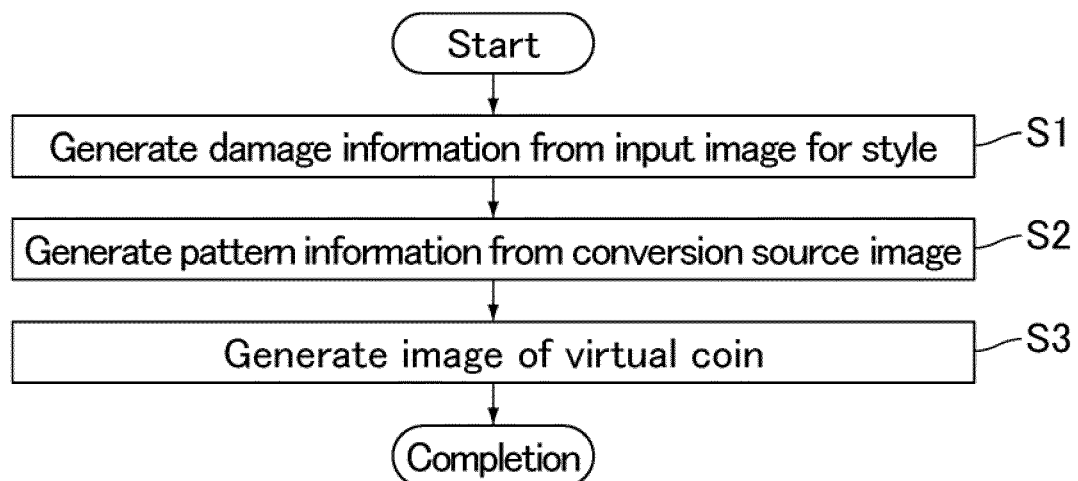 Start
Generate damage information from input image for style
S1
Generate pattern information from conversion source image
S2
Generate image of virtual coin
S3
Completion